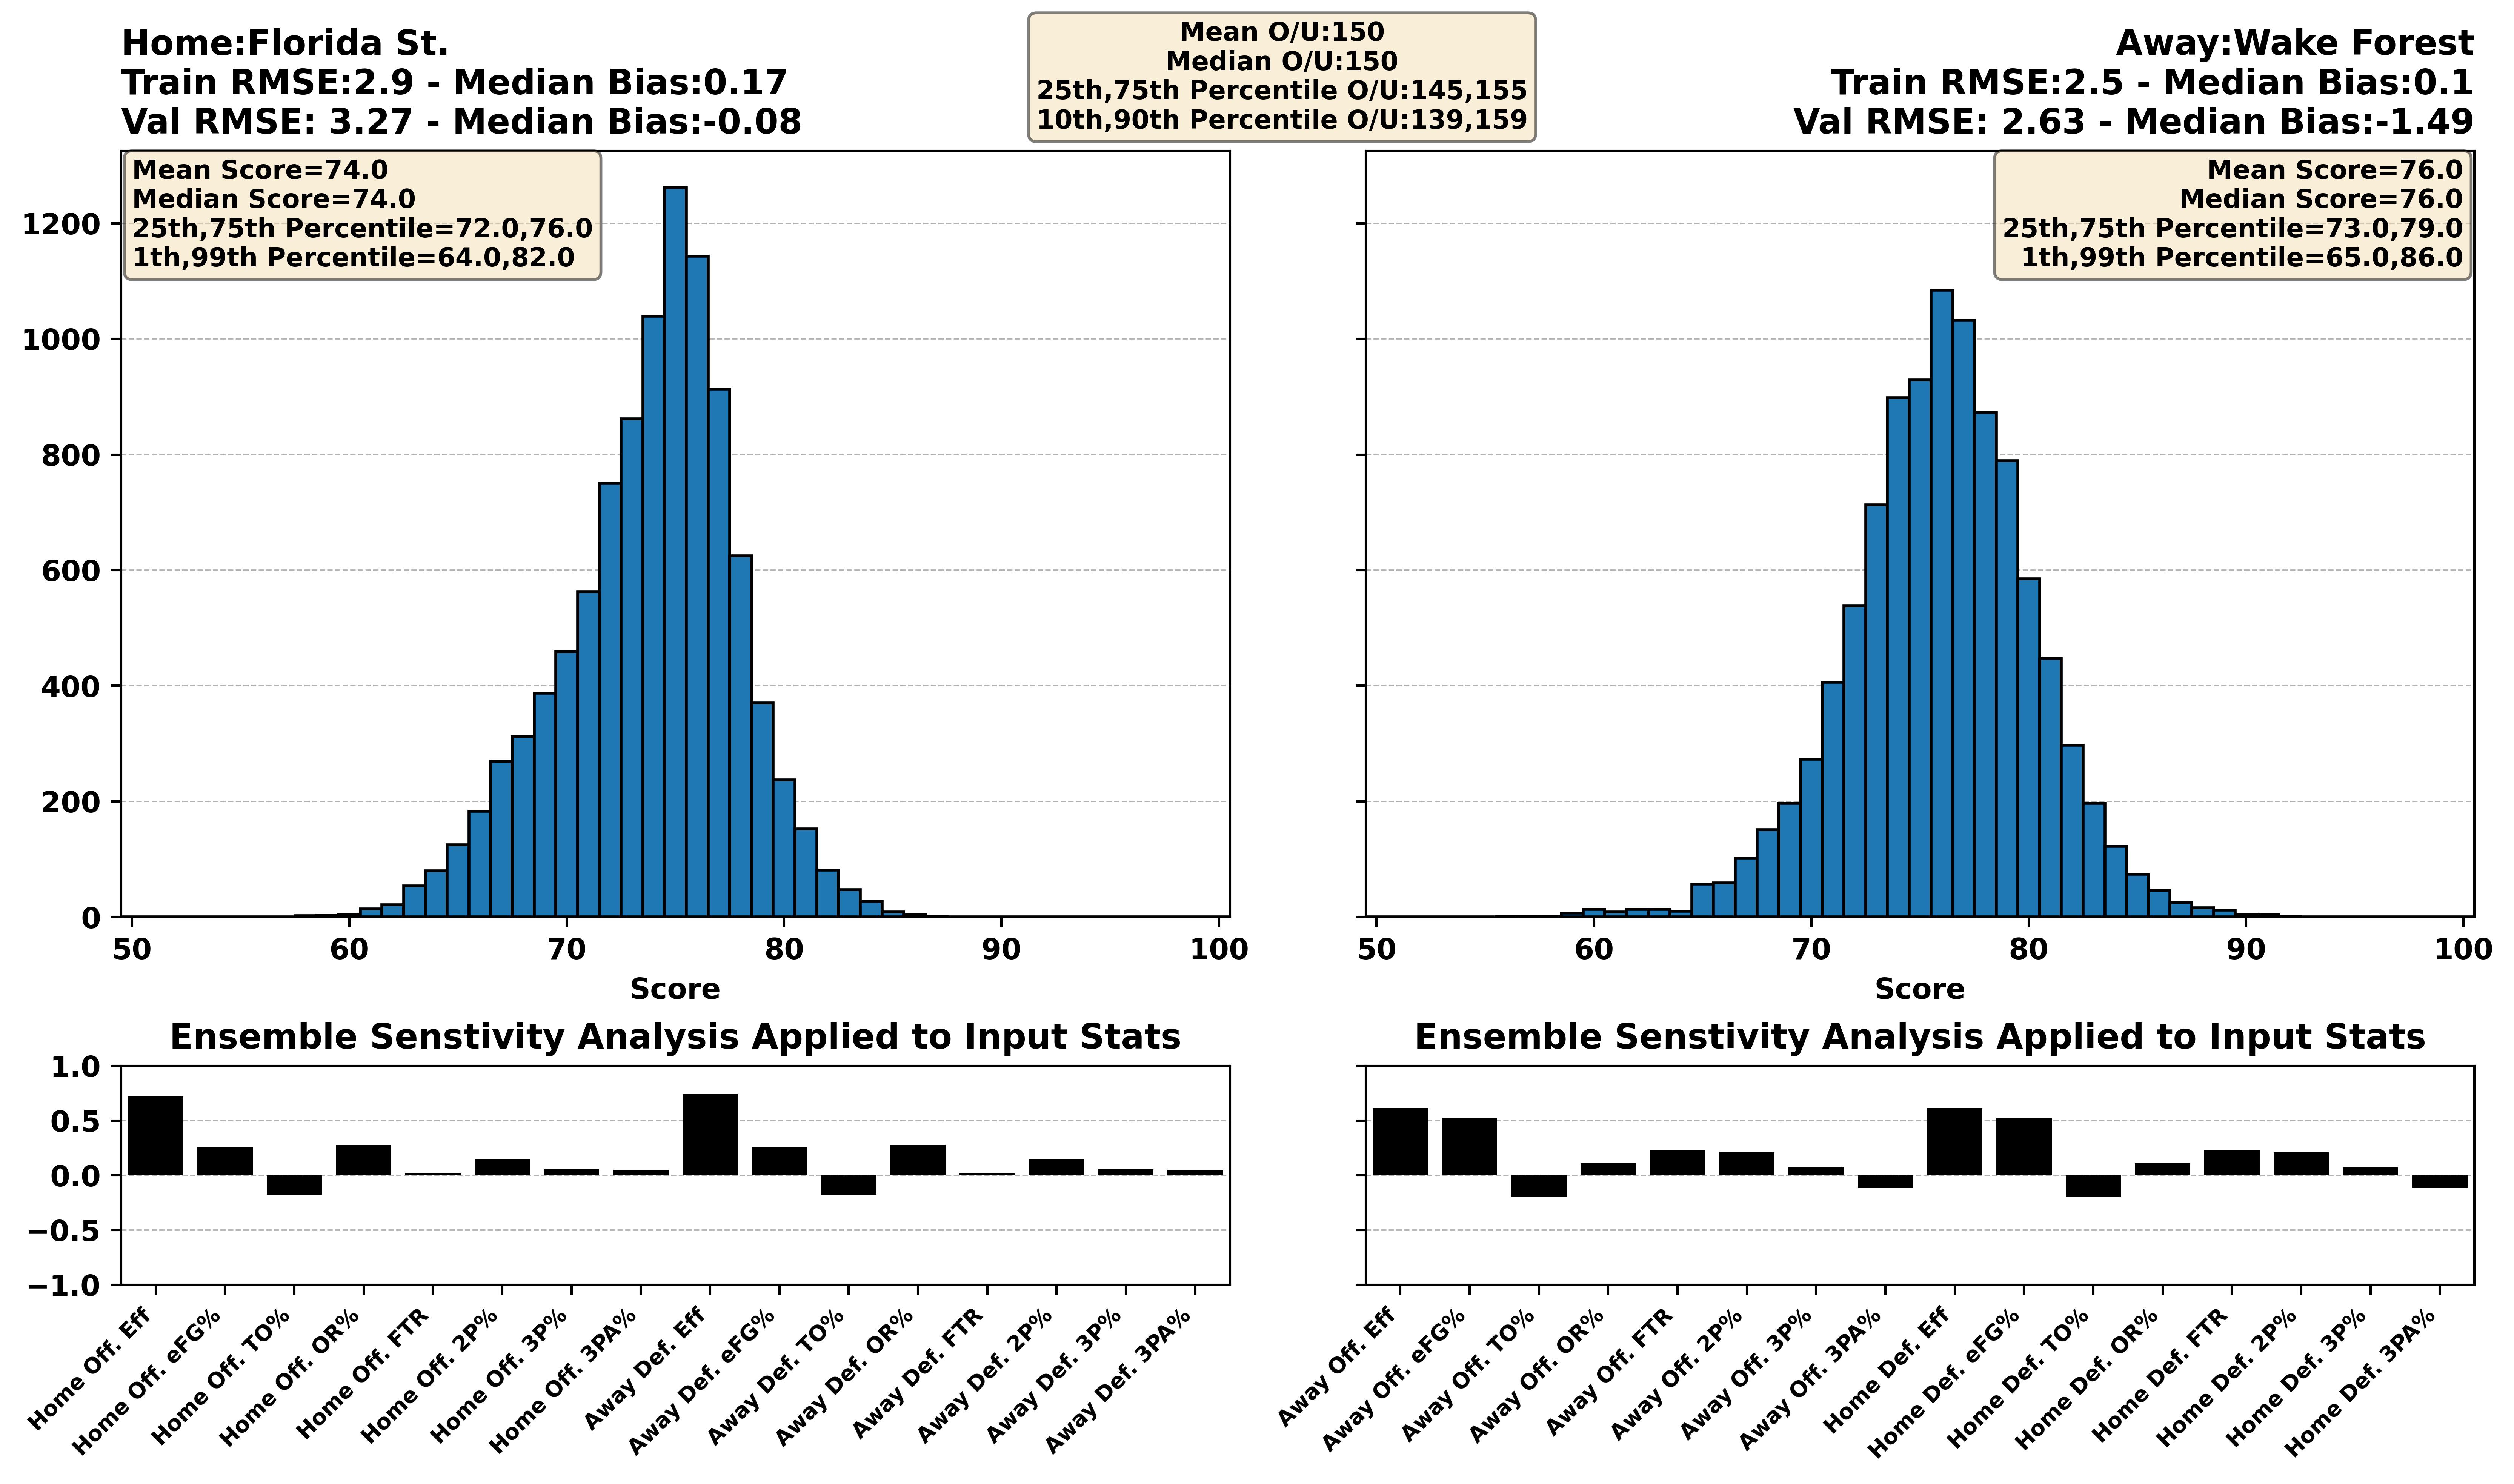 Home:Florida St.
Train RMSE:2.9 - Median Bias:0.17
Val RMSE: 3.27 - Median Bias:-0.08
Mean O/U:150
Median O/U:150
25th,75th Percentile O/U:145,155
10th,90th Percentile O/U:139,159
Away:Wake Forest
Train RMSE:2.5 - Median Bias:0.1
Val RMSE: 2.63 - Median Bias:-1.49
Mean Score=74.0
Median Score=74.0
25th,75th Percentile=72.0,76.0
1th,99th Percentile=64.0,82.0
1200
1000
800
600
400
200
0
50 60 70 80 90 100
Score
Mean Score=76.0
Median Score=76.0
25th,75th Percentile=73.0,79.0
1th,99th Percentile=65.0,86.0
50 60 70 80 90 100
Score
Ensemble Senstivity Analysis Applied to Input Stats
1.0
0.5
0.0
−0.5
−1.0
Home Off. Eff
Home Off. eFG%
Home Off. TO%
Home Off. OR%
Home Off. FTR
Home Off. 2P%
Home Off. 3P%
Home Off. 3PA%
Away Def. Eff
Away Def. eFG%
Away Def. TO%
Away Def. OR%
Away Def. FTR
Away Def. 2P%
Away Def. 3P%
Away Def. 3PA%
Ensemble Senstivity Analysis Applied to Input Stats
Away Off. Eff
Away Off. eFG%
Away Off. TO%
Away Off. OR%
Away Off. FTR
Away Off. 2P%
Away Off. 3P%
Away Off. 3PA%
Home Def. Eff
Home Def. eFG%
Home Def. TO%
Home Def. OR%
Home Def. FTR
Home Def. 2P%
Home Def. 3P%
Home Def. 3PA%